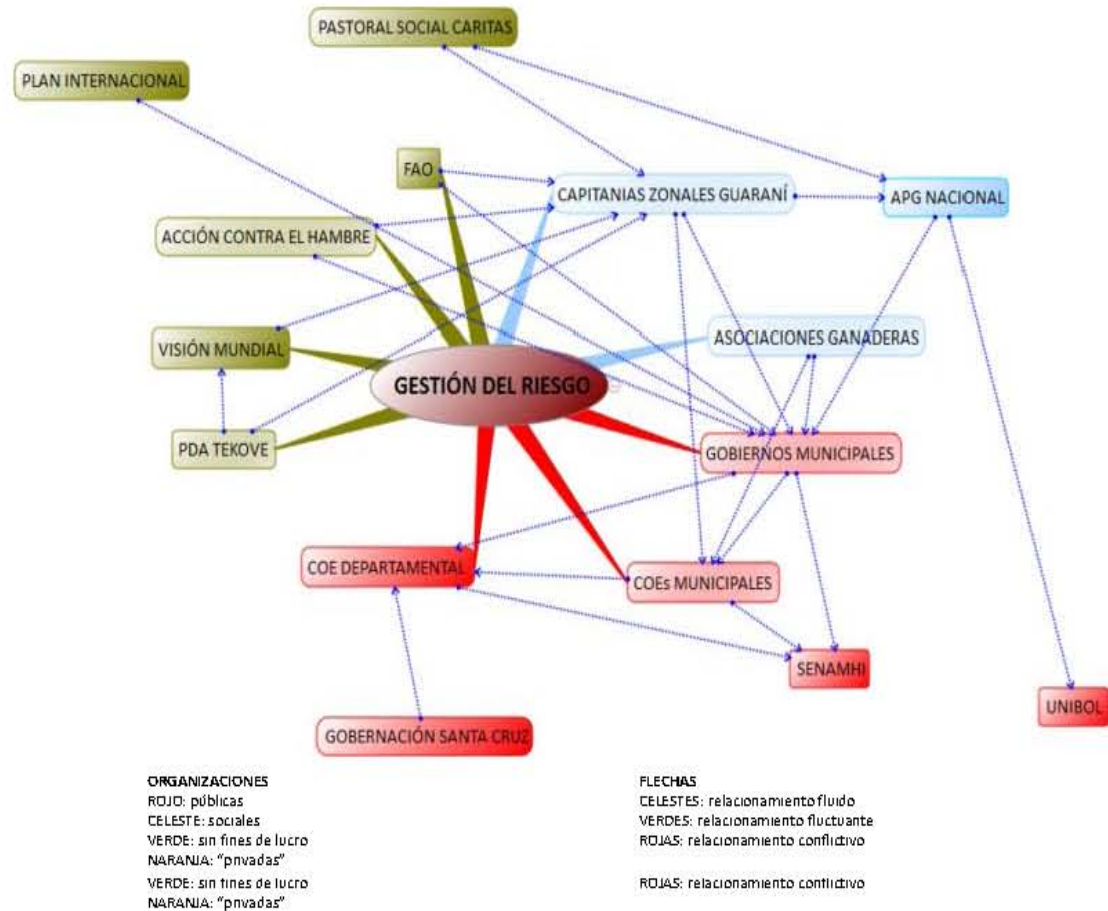 PASTORAL SOCIAL CARITAS
PLAN INTERNACIONAL
FAO
CAPITANIAS ZONALES GUARANÍ
APG NACIONAL
ACCIÓN CONTRA EL HAMBRE
ASOCIACIONES GANADERAS
VISIÓN MUNDIAL
GESTIÓN DEL RIESGO
PDA TEKOVE
GOBIERNOS MUNICIPALES
COE DEPARTAMENTAL
COEs MUNICIPALES
SENAMHI
UNIBOL
GOBERNACIÓN SANTA CRUZ
ORGANIZACIONES
ROJO: públicas
CELESTE: sociales
VERDE: sin fines de lucro
NARANJA: "privadas"
VERDE: sin fines de lucro
NARANJA: "privadas"
FLECHAS
CELESTES: relacionamiento fluido
VERDES: relacionamiento fluctuante
ROJAS: relacionamiento conflictivo
ROJAS: relacionamiento conflictivo